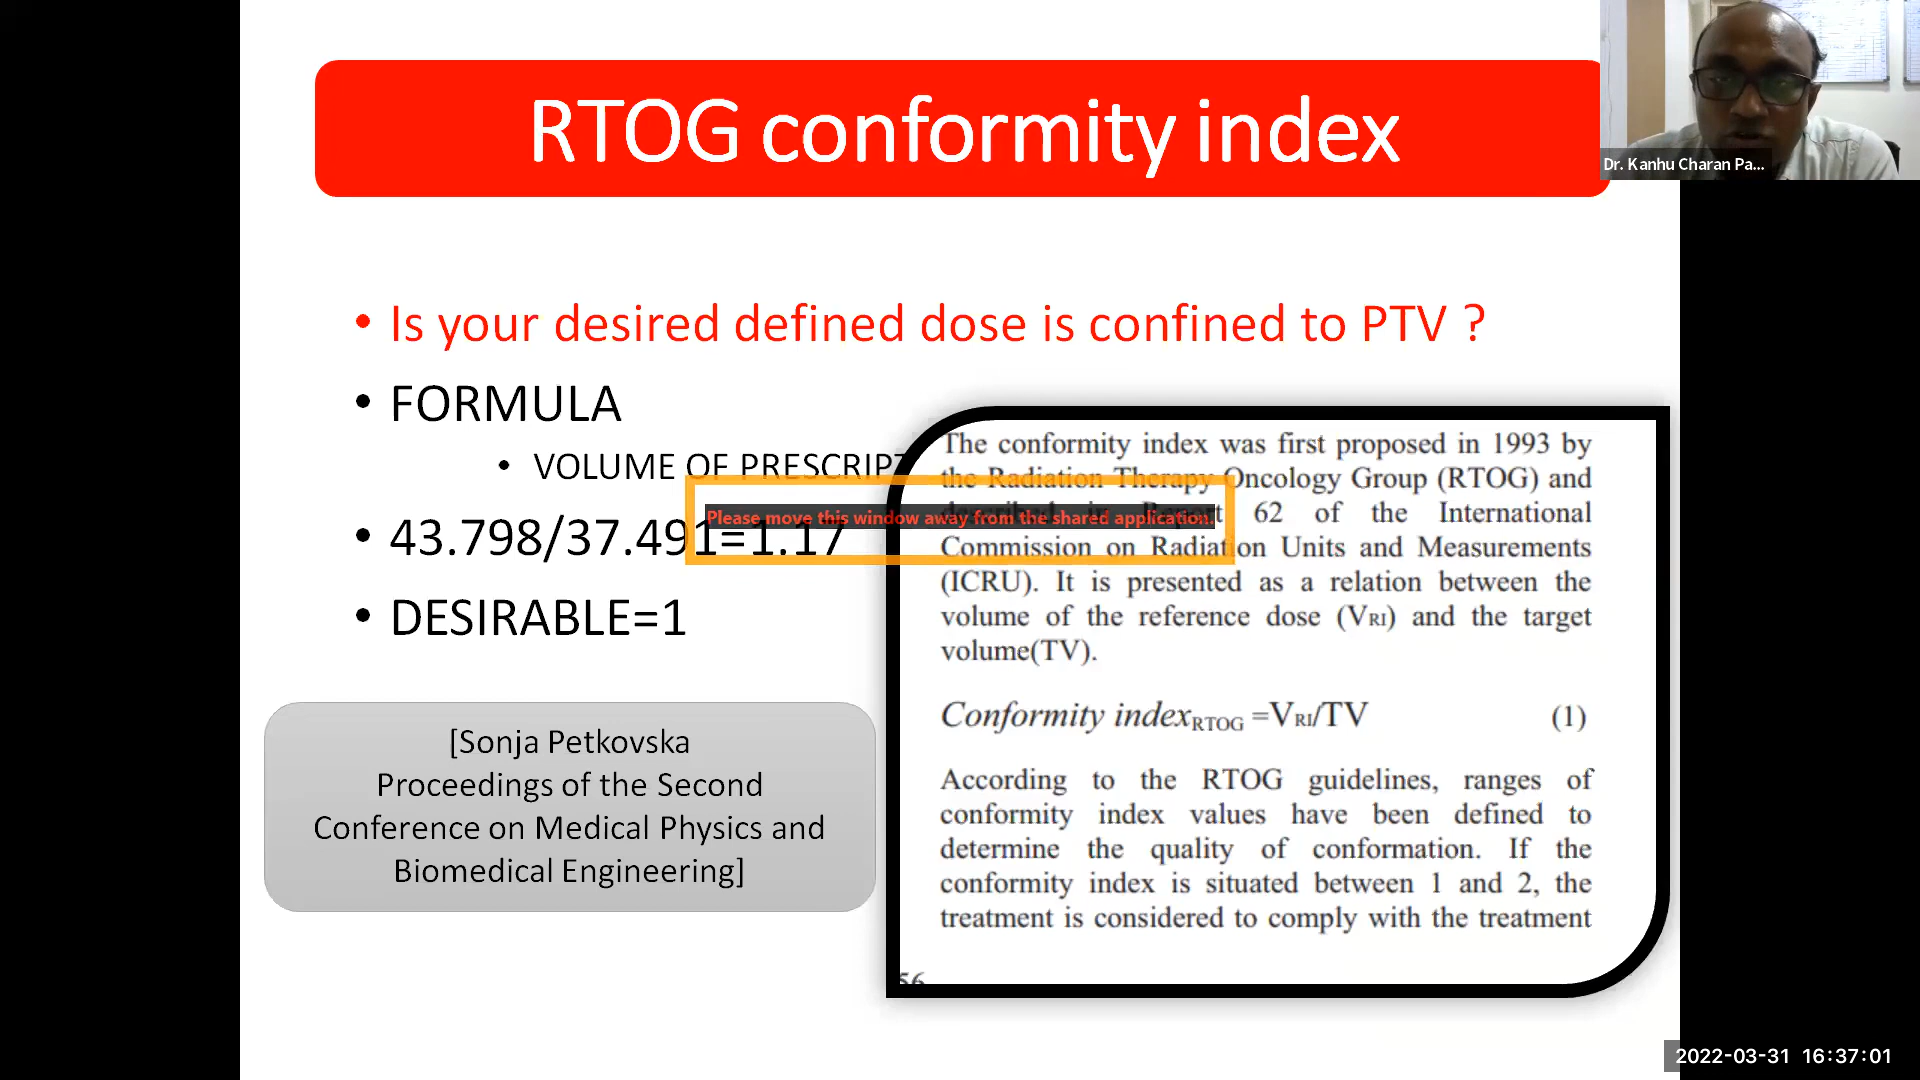 RTOG conformity index
Dr. Kanhu Charan Pa...
• Is your desired defined dose is confined to PTV ?
• FORMULA
• VOLUME OF PRESCRIPT
• 43.798/37.491=1.17
• DESIRABLE=1
Please move this window away from the shared application.
The conformity index was first proposed in 1993 by
the Radiation Therapy Oncology Group (RTOG) and
described in Report 62 of the International
Commission on Radiation Units and Measurements
(ICRU). It is presented as a relation between the
volume of the reference dose (VRI) and the target
volume(TV).
Conformity indexRTOG =VRI/TV (1)
According to the RTOG guidelines, ranges of
conformity index values have been defined to
determine the quality of conformation. If the
conformity index is situated between 1 and 2, the
treatment is considered to comply with the treatment
56
[Sonja Petkovska
Proceedings of the Second
Conference on Medical Physics and
Biomedical Engineering]
2022-03-31 16:37:01